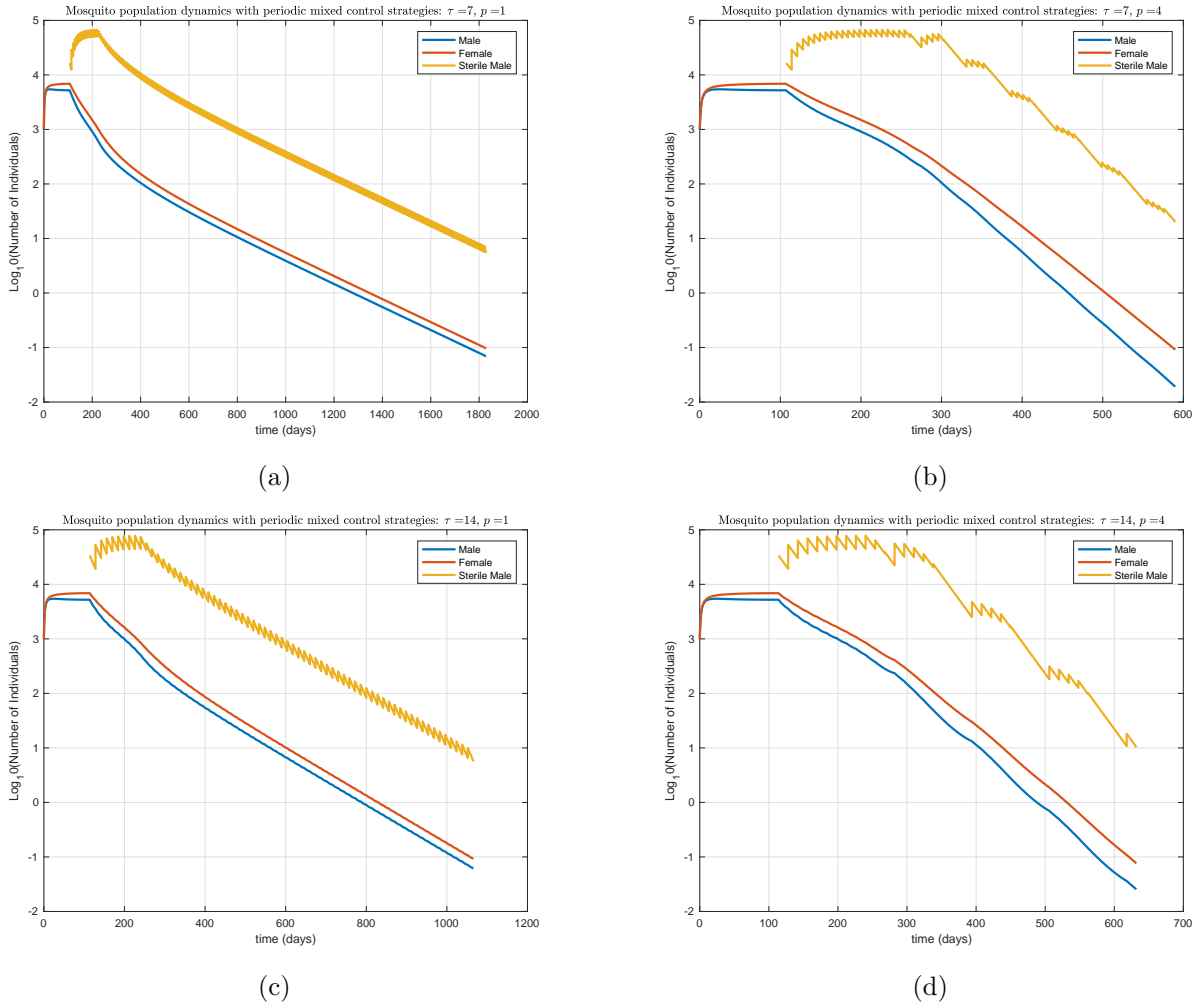 Mosquito population dynamics with periodic mixed control strategies: τ =7, p =1
5
4
3
2
1
0
-1
-2
Log₁0(Number of Individuals)
0 200 400 600 800 1000 1200 1400 1600 1800 2000
time (days)
Male
Female
Sterile Male
(a)
Mosquito population dynamics with periodic mixed control strategies: τ =7, p =4
5
4
3
2
1
0
-1
-2
Log₁0(Number of Individuals)
0 100 200 300 400 500 600
time (days)
Male
Female
Sterile Male
(b)
Mosquito population dynamics with periodic mixed control strategies: τ =14, p =1
5
4
3
2
1
0
-1
-2
Log₁0(Number of Individuals)
0 200 400 600 800 1000 1200
time (days)
Male
Female
Sterile Male
(c)
Mosquito population dynamics with periodic mixed control strategies: τ =14, p =4
5
4
3
2
1
0
-1
-2
Log₁0(Number of Individuals)
0 100 200 300 400 500 600 700
time (days)
Male
Female
Sterile Male
(d)